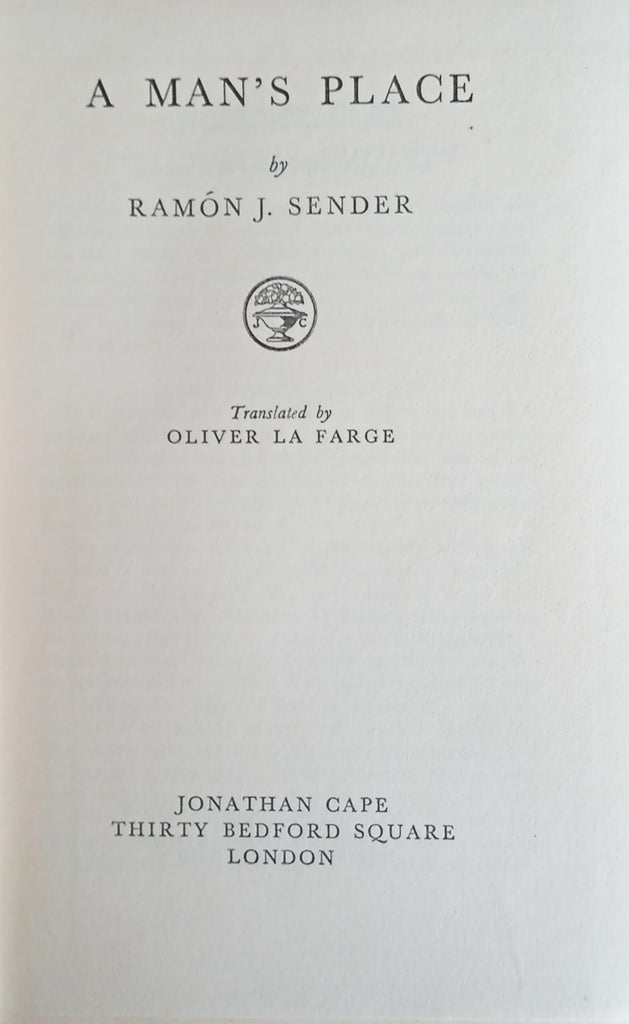 A MAN'S PLACE
by
RAMÓN J. SENDER
J C
Translated by
OLIVER LA FARGE
JONATHAN CAPE
THIRTY BEDFORD SQUARE
LONDON